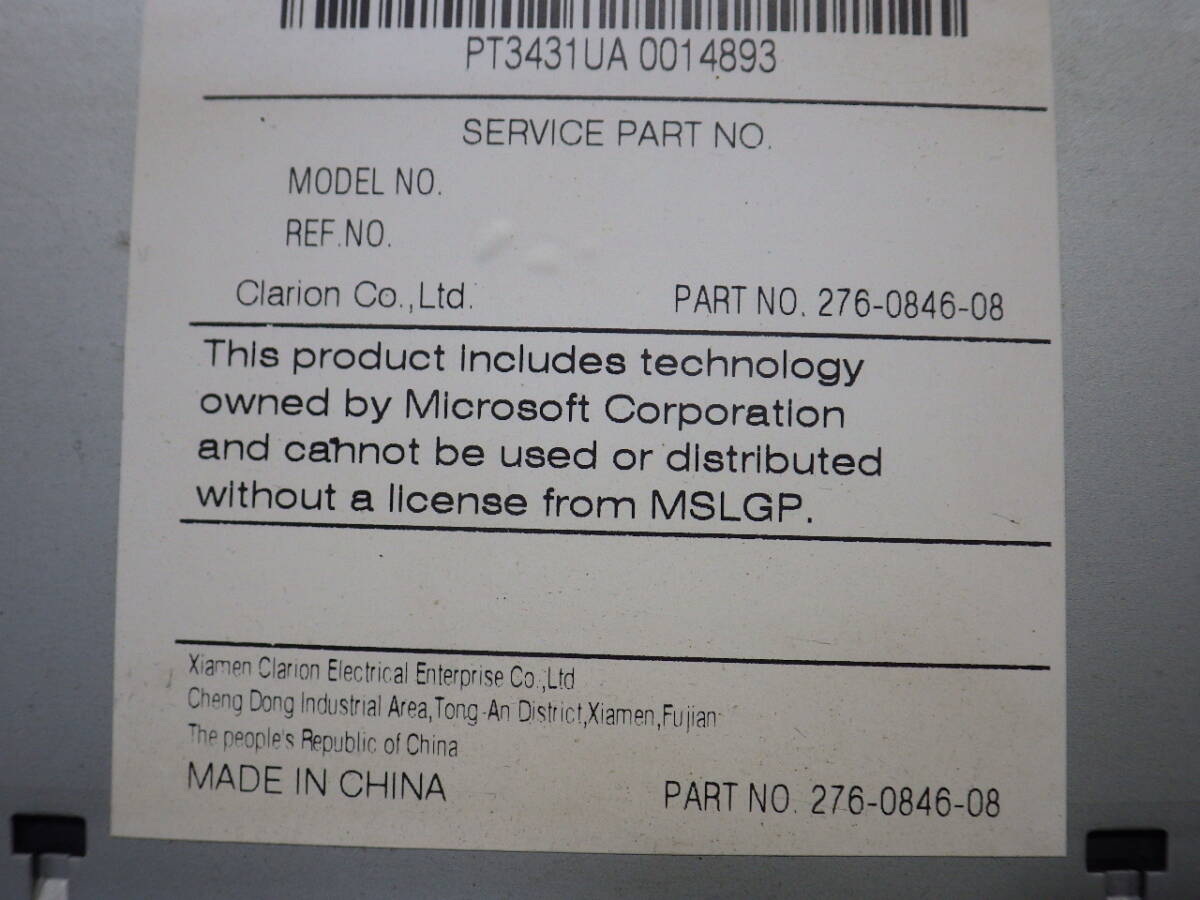 PT3431UA 0014893
SERVICE PART NO.
MODEL NO.
REF.NO.
Clarion Co.,Ltd. PART NO. 276-0846-08
This product includes technology
owned by Microsoft Corporation
and cannot be used or distributed
without a license from MSLGP.
Xiamen Clarion Electrical Enterprise Co.,Ltd
Cheng Dong Industrial Area,Tong-An District,Xiamen,Fujian
The people's Republic of China
MADE IN CHINA PART NO. 276-0846-08